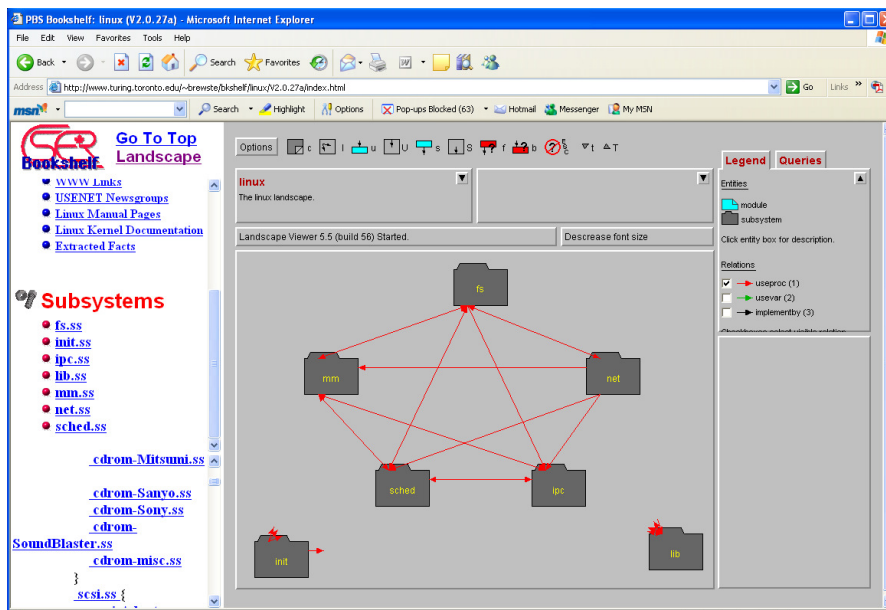 PBS Bookshelf: linux (V2.0.27a) - Microsoft Internet Explorer
File Edit View Favorites Tools Help
Back Search Favorites
Address http://www.turing.toronto.edu/~brewste/bkshelf/linux/V2.0.27a/index.html Go Links »
msn Search Highlight Options Pop-ups Blocked (63) Hotmail Messenger My MSN
Bookshelf
Go To Top
Landscape
WWW Links
USENET Newsgroups
Linux Manual Pages
Linux Kernel Documentation
Extracted Facts
Subsystems
fs.ss
init.ss
ipc.ss
lib.ss
mm.ss
net.ss
sched.ss
cdrom-Mitsumi.ss
cdrom-Sanyo.ss
cdrom-Sony.ss
cdrom-
SoundBlaster.ss
cdrom-misc.ss
}
scsi.ss {
Options c l u U s S f b t T
linux
The linux landscape.
Landscape Viewer 5.5 (build 56) Started. Descrease font size
fs
mm
net
sched
ipc
init
lib
Legend Queries
Entities
module
subsystem
Click entity box for description.
Relations
useproc (1)
usevar (2)
implementby (3)
Checkboxes select visible relation